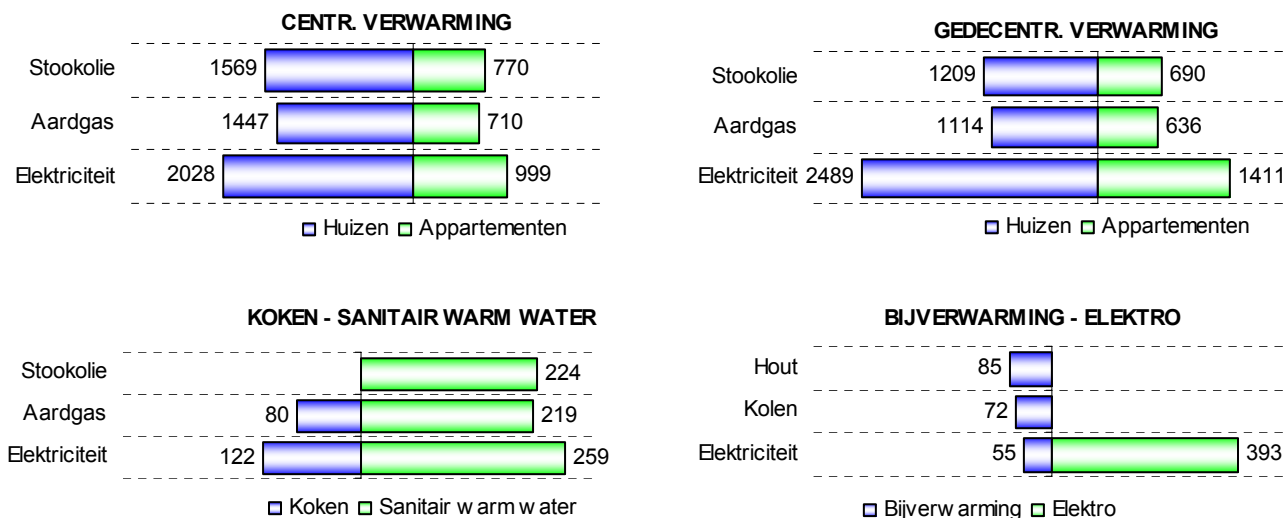 CENTR. VERWARMING
Stookolie 1569 770
Aardgas 1447 710
Elektriciteit 2028 999
Huizen Appartementen
GEDECENTR. VERWARMING
Stookolie 1209 690
Aardgas 1114 636
Elektriciteit 2489 1411
Huizen Appartementen
KOKEN - SANITAIR WARM WATER
Stookolie 224
Aardgas 80 219
Elektriciteit 122 259
Koken Sanitair warm water
BIJVERWARMING - ELEKTRO
Hout 85
Kolen 72
Elektriciteit 55 393
Bijverwarming Elektro